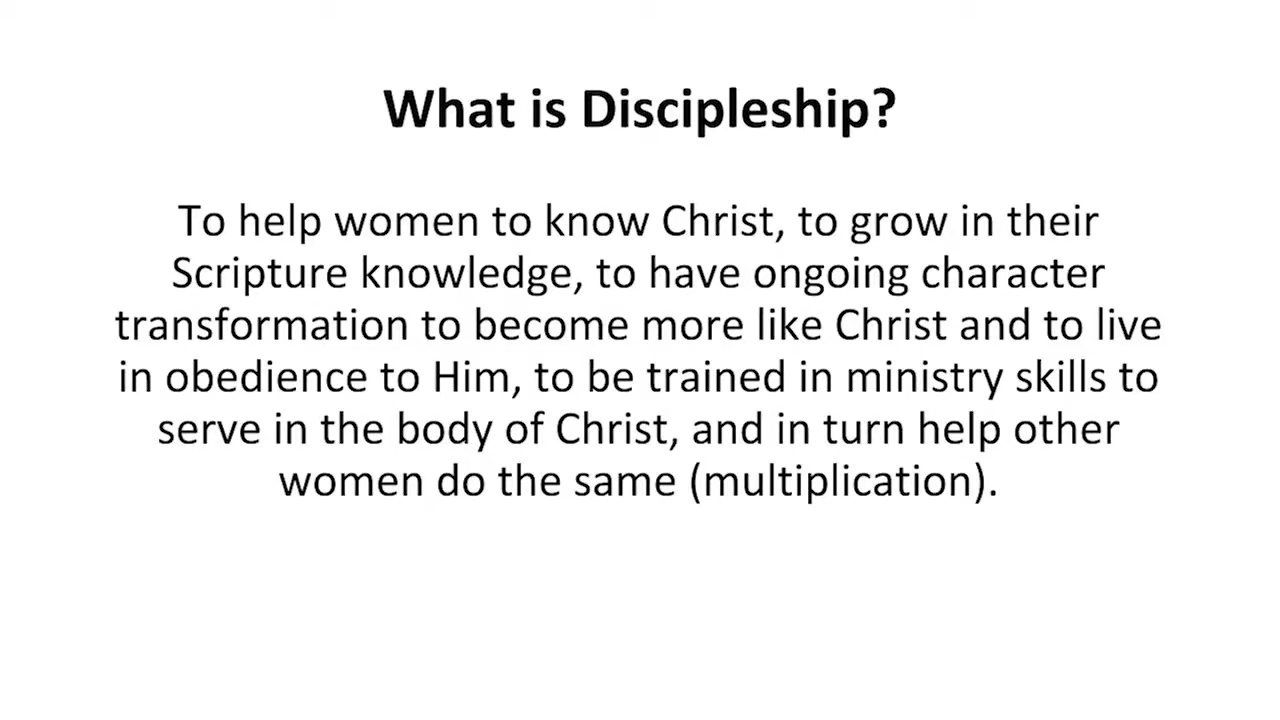 What is Discipleship?
To help women to know Christ, to grow in their
Scripture knowledge, to have ongoing character
transformation to become more like Christ and to live
in obedience to Him, to be trained in ministry skills to
serve in the body of Christ, and in turn help other
women do the same (multiplication).